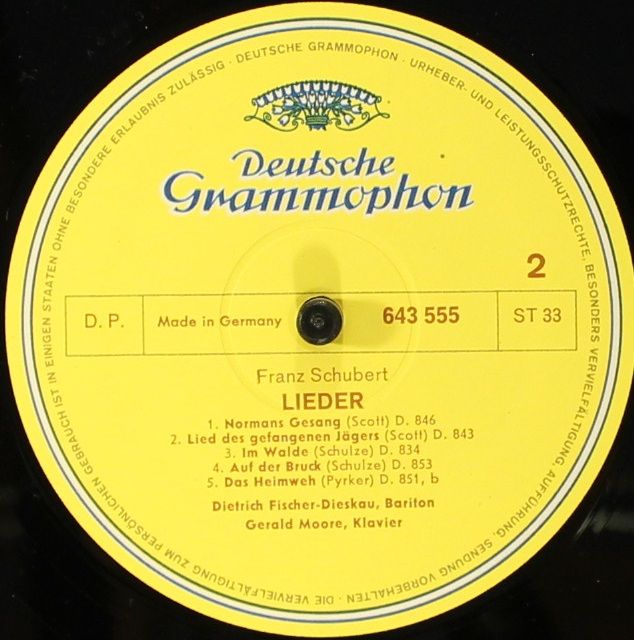 DEUTSCHE GRAMMOPHON · URHEBER- UND LEISTUNGSSCHUTZRECHTE, BESONDERS VERVIELFÄLTIGUNG, AUFFÜHRUNG, SENDUNG VORBEHALTEN · DIE VERVIELFÄLTIGUNG ZUM PERSÖNLICHEN GEBRAUCH IST IN EINIGEN STAATEN OHNE BESONDERE ERLAUBNIS ZULÄSSIG ·
Deutsche
Grammophon
2
D. P. Made in Germany 643 555 ST 33
Franz Schubert
LIEDER
1. Normans Gesang (Scott) D. 846
2. Lied des gefangenen Jägers (Scott) D. 843
3. Im Walde (Schulze) D. 834
4. Auf der Bruck (Schulze) D. 853
5. Das Heimweh (Pyrker) D. 851, b
Dietrich Fischer-Dieskau, Bariton
Gerald Moore, Klavier